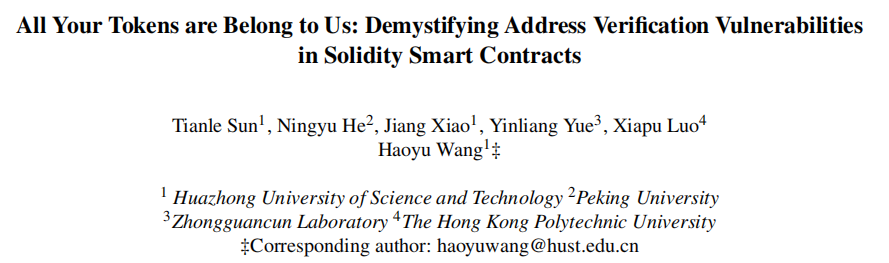 All Your Tokens are Belong to Us: Demystifying Address Verification Vulnerabilities
in Solidity Smart Contracts
Tianle Sun¹, Ningyu He², Jiang Xiao¹, Yinliang Yue³, Xiapu Luo⁴
Haoyu Wang¹‡
¹ Huazhong University of Science and Technology ²Peking University
³Zhongguancun Laboratory ⁴The Hong Kong Polytechnic University
‡Corresponding author: haoyuwang@hust.edu.cn